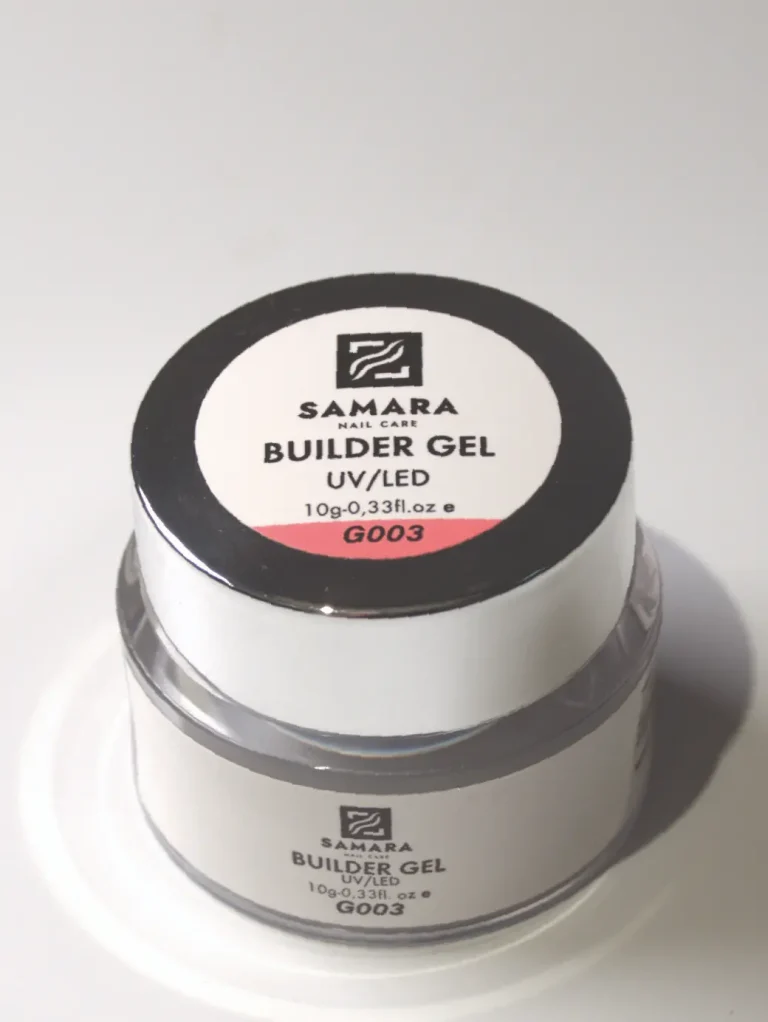 SAMARA
NAIL CARE
BUILDER GEL
UV/LED
10g-0,33fl.oz e
G003
SAMARA
NAIL CARE
BUILDER GEL
UV/LED
10g-0,33fl. oz e
G003